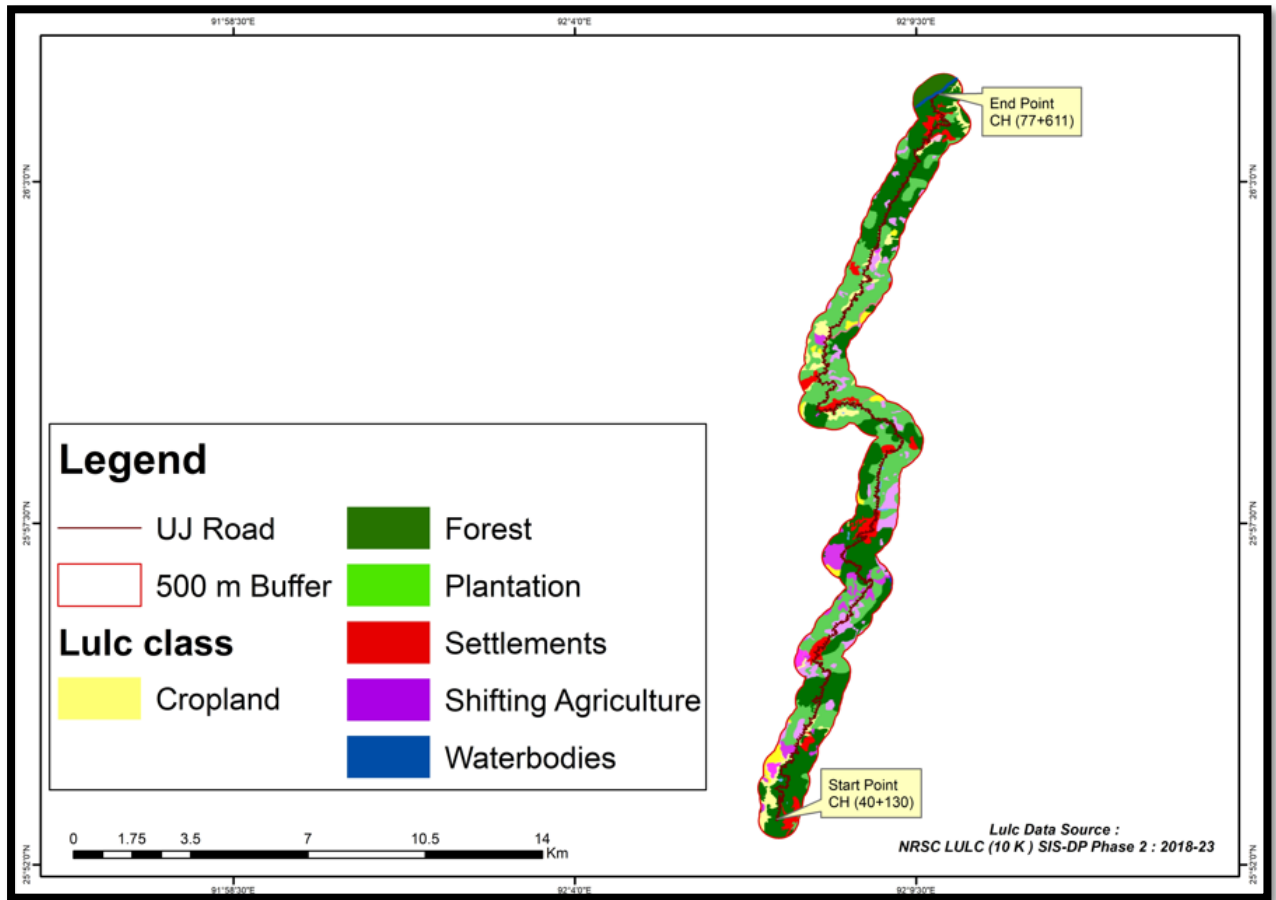 91°58'30"E 92°4'0"E 92°9'30"E
End Point
CH (77+611)
26°3'0"N 26°3'0"N
Legend
UJ Road
500 m Buffer
Lulc class
Cropland
Forest
Plantation
Settlements
Shifting Agriculture
Waterbodies
25°57'30"N 25°57'30"N
Start Point
CH (40+130)
0 1.75 3.5 7 10.5 14
Km
Lulc Data Source :
NRSC LULC (10 K ) SIS-DP Phase 2 : 2018-23
25°52'0"N 25°52'0"N
91°58'30"E 92°4'0"E 92°9'30"E